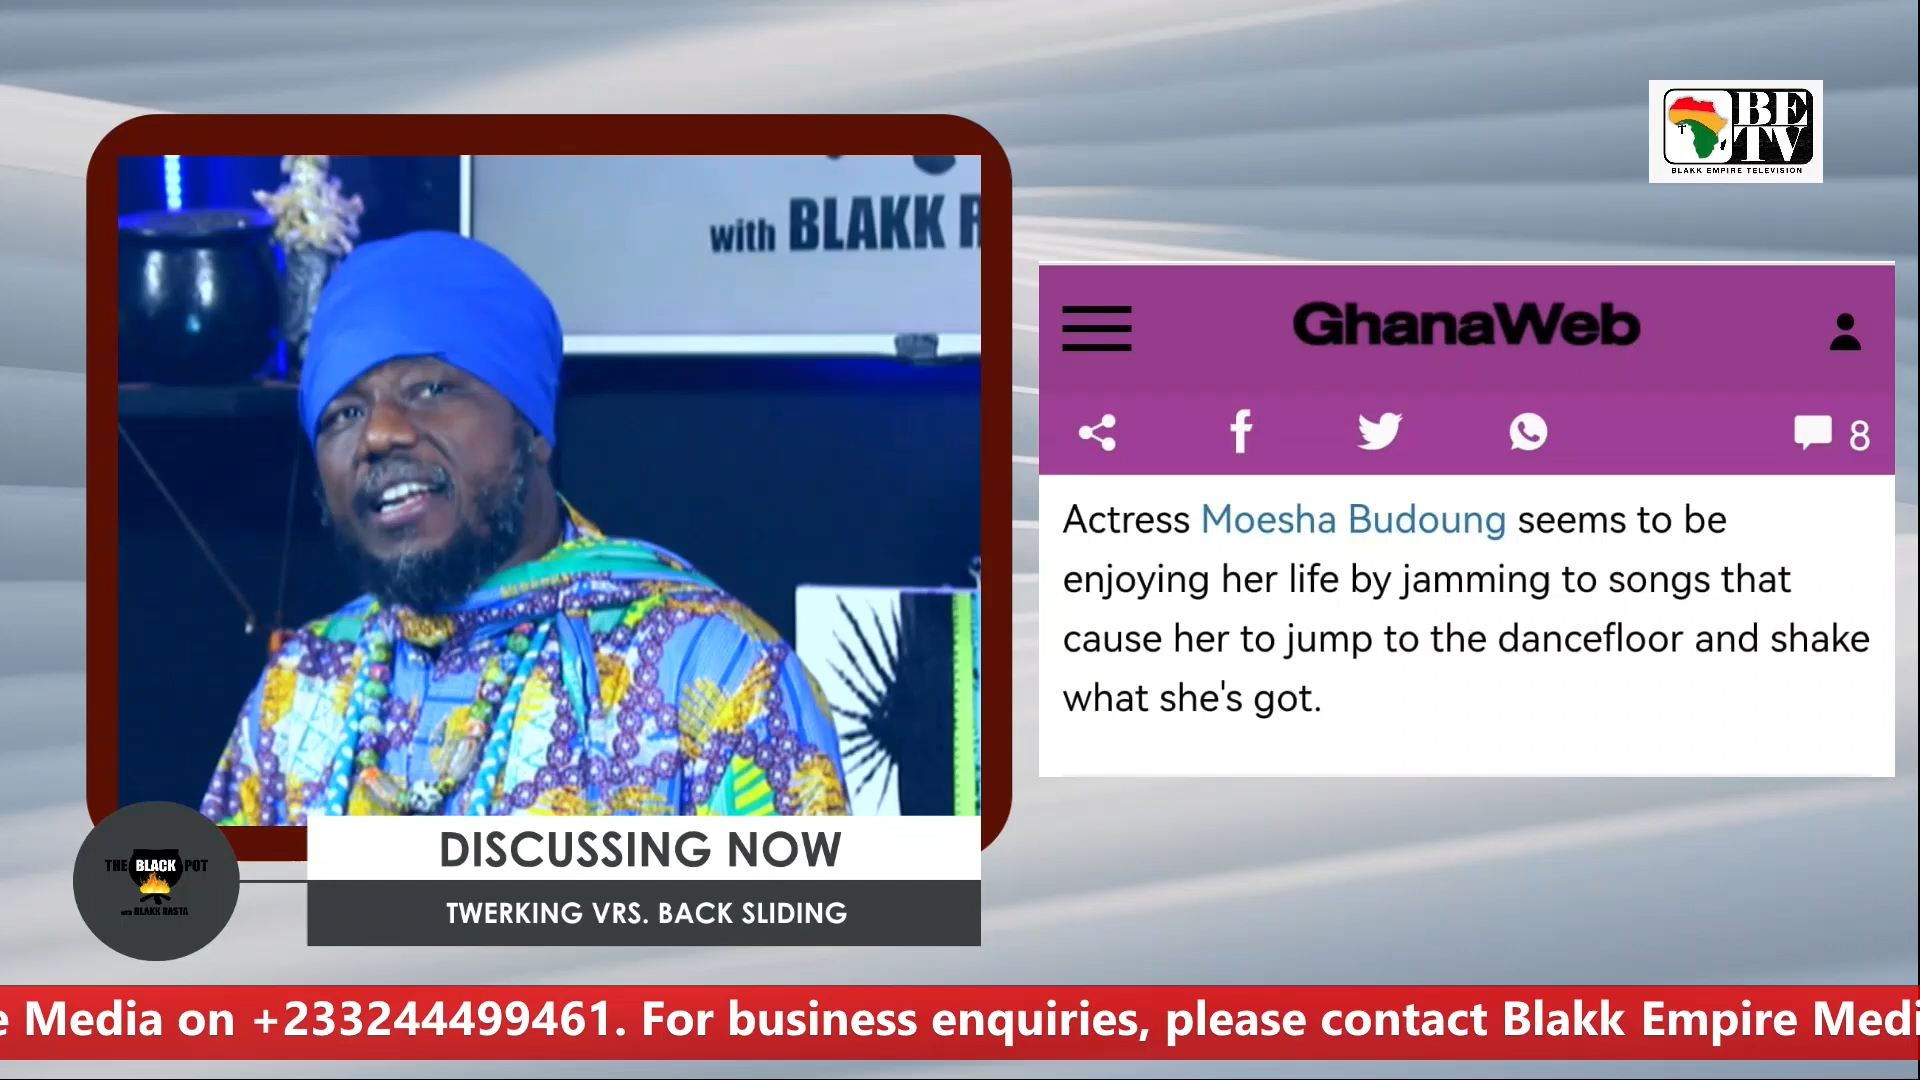 BE
TV
BLAKK EMPIRE TELEVISION
with BLAKK R
GhanaWeb
8
Actress Moesha Budoung seems to be
enjoying her life by jamming to songs that
cause her to jump to the dancefloor and shake
what she's got.
DISCUSSING NOW
TWERKING VRS. BACK SLIDING
THE BLACK POT
with BLAKK RASTA
e Media on +233244499461. For business enquiries, please contact Blakk Empire Medi